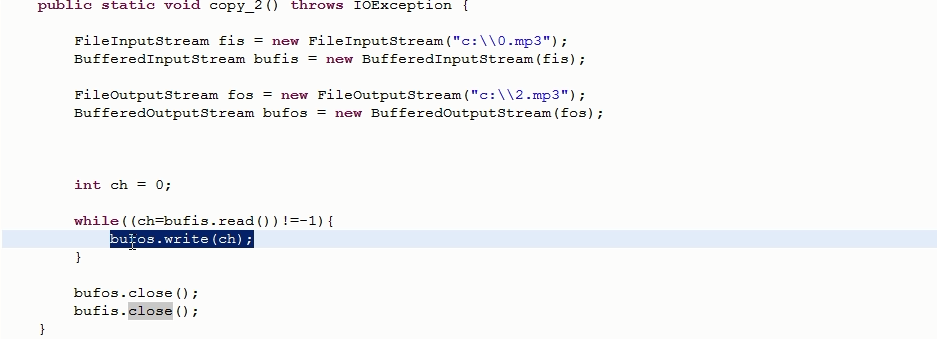 public static void copy_2() throws IOException {
FileInputStream fis = new FileInputStream("c:\\0.mp3");
BufferedInputStream bufis = new BufferedInputStream(fis);
FileOutputStream fos = new FileOutputStream("c:\\2.mp3");
BufferedOutputStream bufos = new BufferedOutputStream(fos);
int ch = 0;
while((ch=bufis.read())!=-1){
bufos.write(ch);
}
bufos.close();
bufis.close();
}